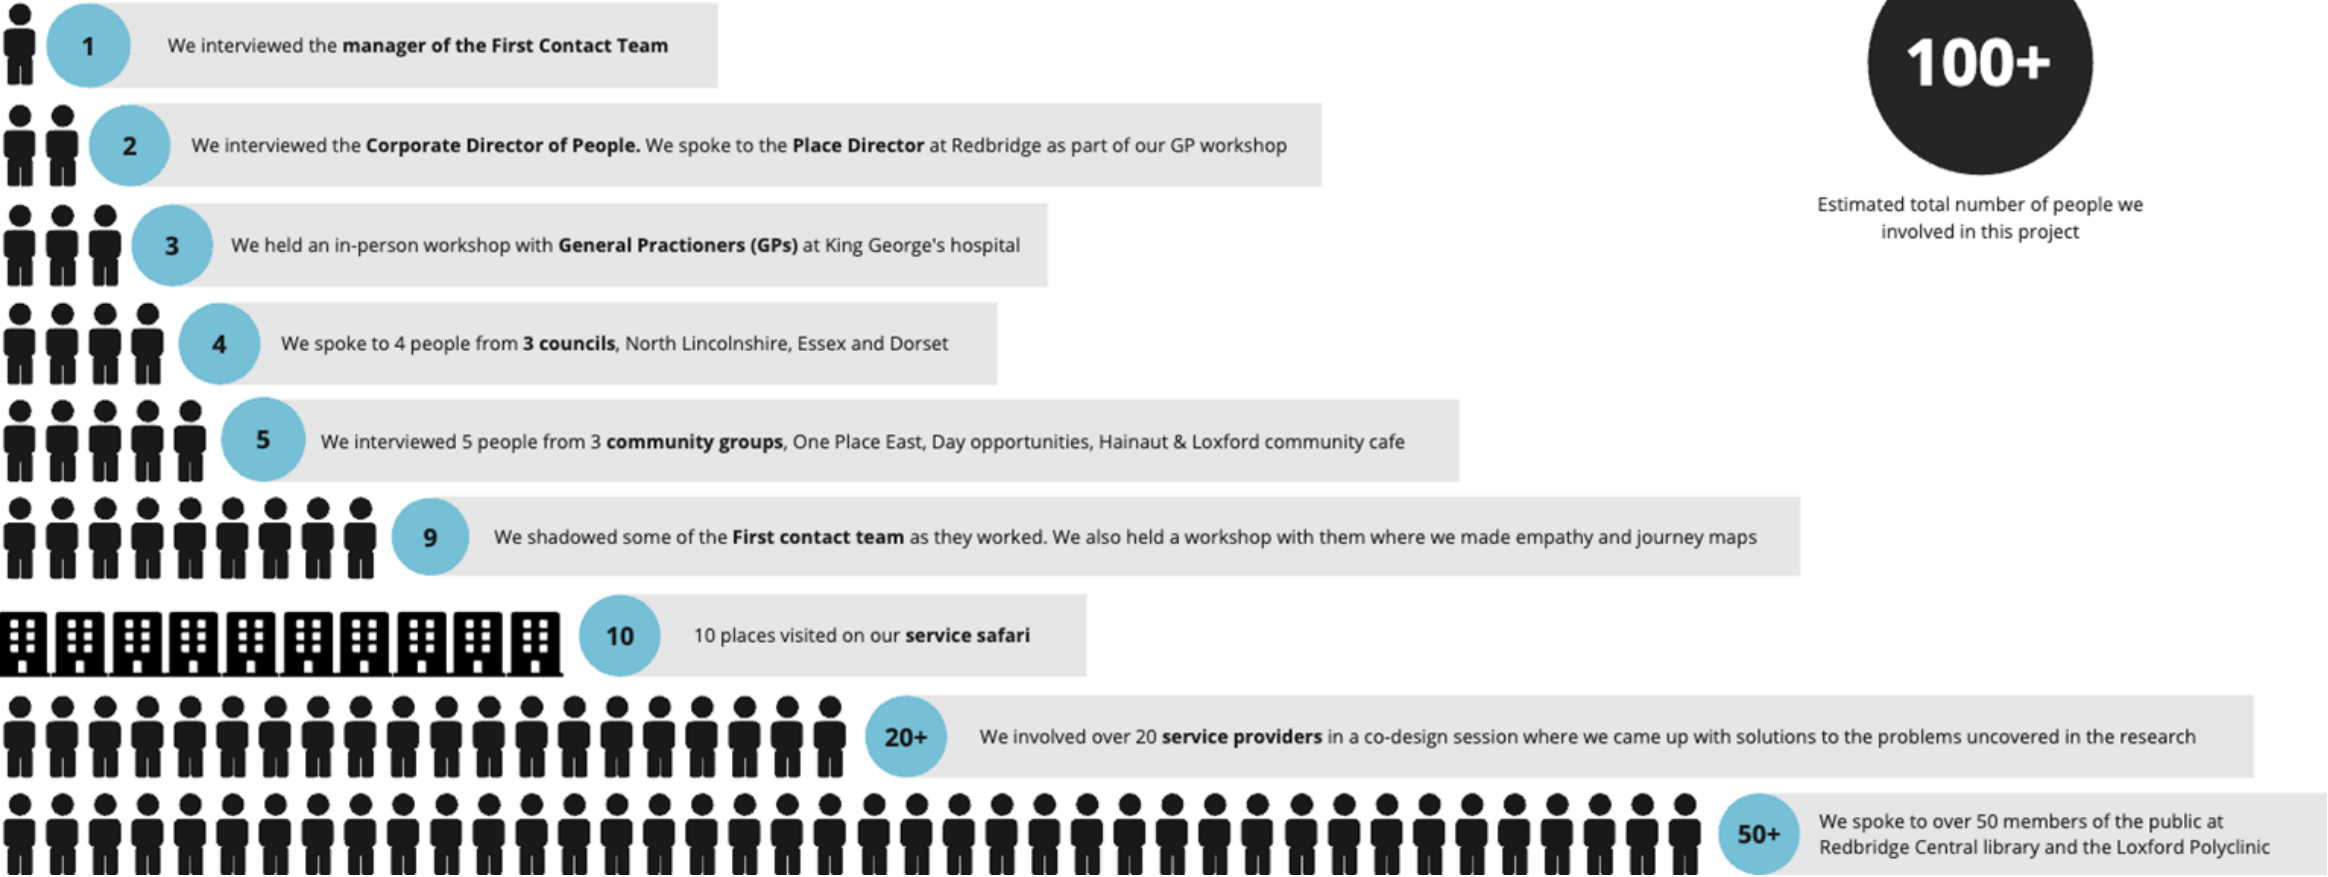 1
We interviewed the manager of the First Contact Team
100+
Estimated total number of people we
involved in this project
2
We interviewed the Corporate Director of People. We spoke to the Place Director at Redbridge as part of our GP workshop
3
We held an in-person workshop with General Practioners (GPs) at King George's hospital
4
We spoke to 4 people from 3 councils, North Lincolnshire, Essex and Dorset
5
We interviewed 5 people from 3 community groups, One Place East, Day opportunities, Hainaut & Loxford community cafe
9
We shadowed some of the First contact team as they worked. We also held a workshop with them where we made empathy and journey maps
10
10 places visited on our service safari
20+
We involved over 20 service providers in a co-design session where we came up with solutions to the problems uncovered in the research
50+
We spoke to over 50 members of the public at
Redbridge Central library and the Loxford Polyclinic